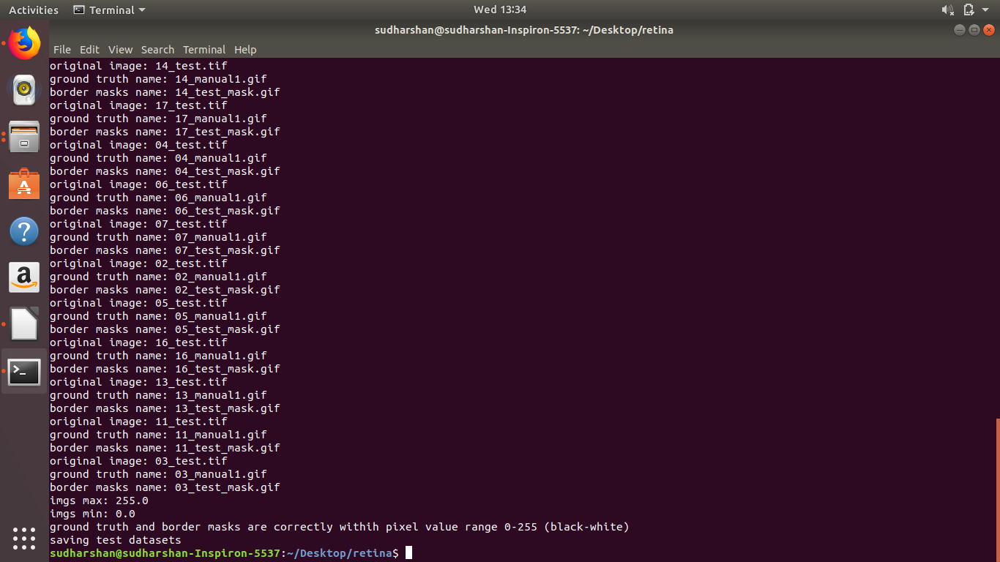 Activities Terminal Wed 13:34
sudharshan@sudharshan-Inspiron-5537: ~/Desktop/retina
File Edit View Search Terminal Help
original image: 14_test.tif
ground truth name: 14_manual1.gif
border masks name: 14_test_mask.gif
original image: 17_test.tif
ground truth name: 17_manual1.gif
border masks name: 17_test_mask.gif
original image: 04_test.tif
ground truth name: 04_manual1.gif
border masks name: 04_test_mask.gif
original image: 06_test.tif
ground truth name: 06_manual1.gif
border masks name: 06_test_mask.gif
original image: 07_test.tif
ground truth name: 07_manual1.gif
border masks name: 07_test_mask.gif
original image: 02_test.tif
ground truth name: 02_manual1.gif
border masks name: 02_test_mask.gif
original image: 05_test.tif
ground truth name: 05_manual1.gif
border masks name: 05_test_mask.gif
original image: 16_test.tif
ground truth name: 16_manual1.gif
border masks name: 16_test_mask.gif
original image: 13_test.tif
ground truth name: 13_manual1.gif
border masks name: 13_test_mask.gif
original image: 11_test.tif
ground truth name: 11_manual1.gif
border masks name: 11_test_mask.gif
original image: 03_test.tif
ground truth name: 03_manual1.gif
border masks name: 03_test_mask.gif
imgs max: 255.0
imgs min: 0.0
ground truth and border masks are correctly withih pixel value range 0-255 (black-white)
saving test datasets
sudharshan@sudharshan-Inspiron-5537:~/Desktop/retina$